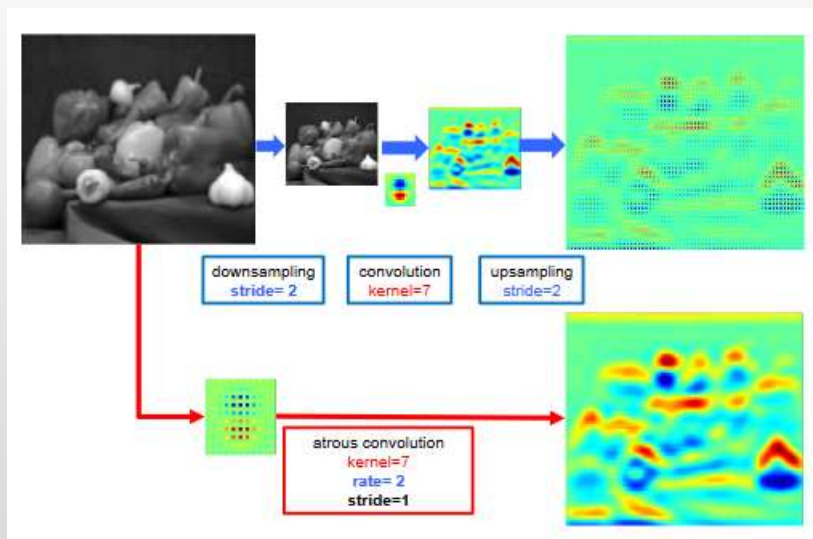 downsampling
stride= 2
convolution
kernel=7
upsampling
stride=2
atrous convolution
kernel=7
rate= 2
stride=1